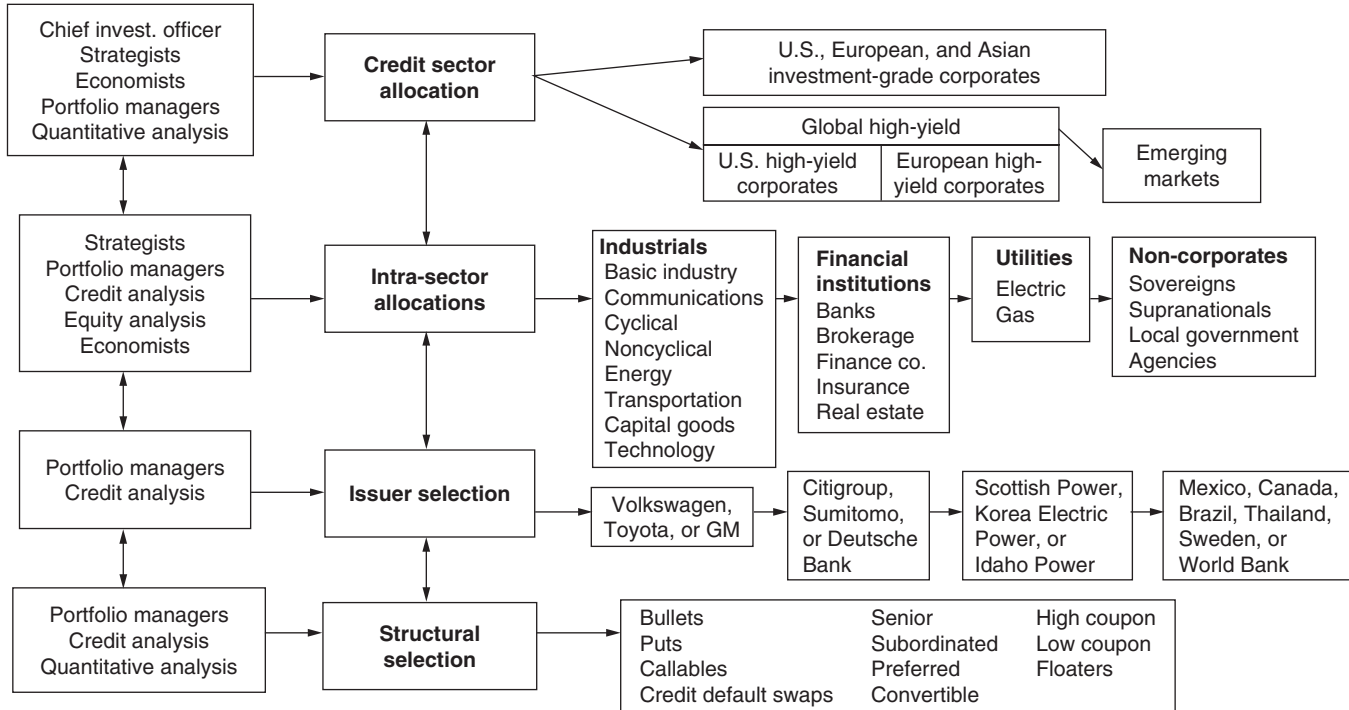 Chief invest. officer
Strategists
Economists
Portfolio managers
Quantitative analysis
Credit sector
allocation
U.S., European, and Asian
investment-grade corporates
Global high-yield
U.S. high-yield
corporates
European high-
yield corporates
Emerging
markets
Strategists
Portfolio managers
Credit analysis
Equity analysis
Economists
Intra-sector
allocations
Industrials
Basic industry
Communications
Cyclical
Noncyclical
Energy
Transportation
Capital goods
Technology
Financial
institutions
Banks
Brokerage
Finance co.
Insurance
Real estate
Utilities
Electric
Gas
Non-corporates
Sovereigns
Supranationals
Local government
Agencies
Portfolio managers
Credit analysis
Issuer selection
Volkswagen,
Toyota, or GM
Citigroup,
Sumitomo,
or Deutsche
Bank
Scottish Power,
Korea Electric
Power, or
Idaho Power
Mexico, Canada,
Brazil, Thailand,
Sweden, or
World Bank
Portfolio managers
Credit analysis
Quantitative analysis
Structural
selection
Bullets
Puts
Callables
Credit default swaps
Senior
Subordinated
Preferred
Convertible
High coupon
Low coupon
Floaters